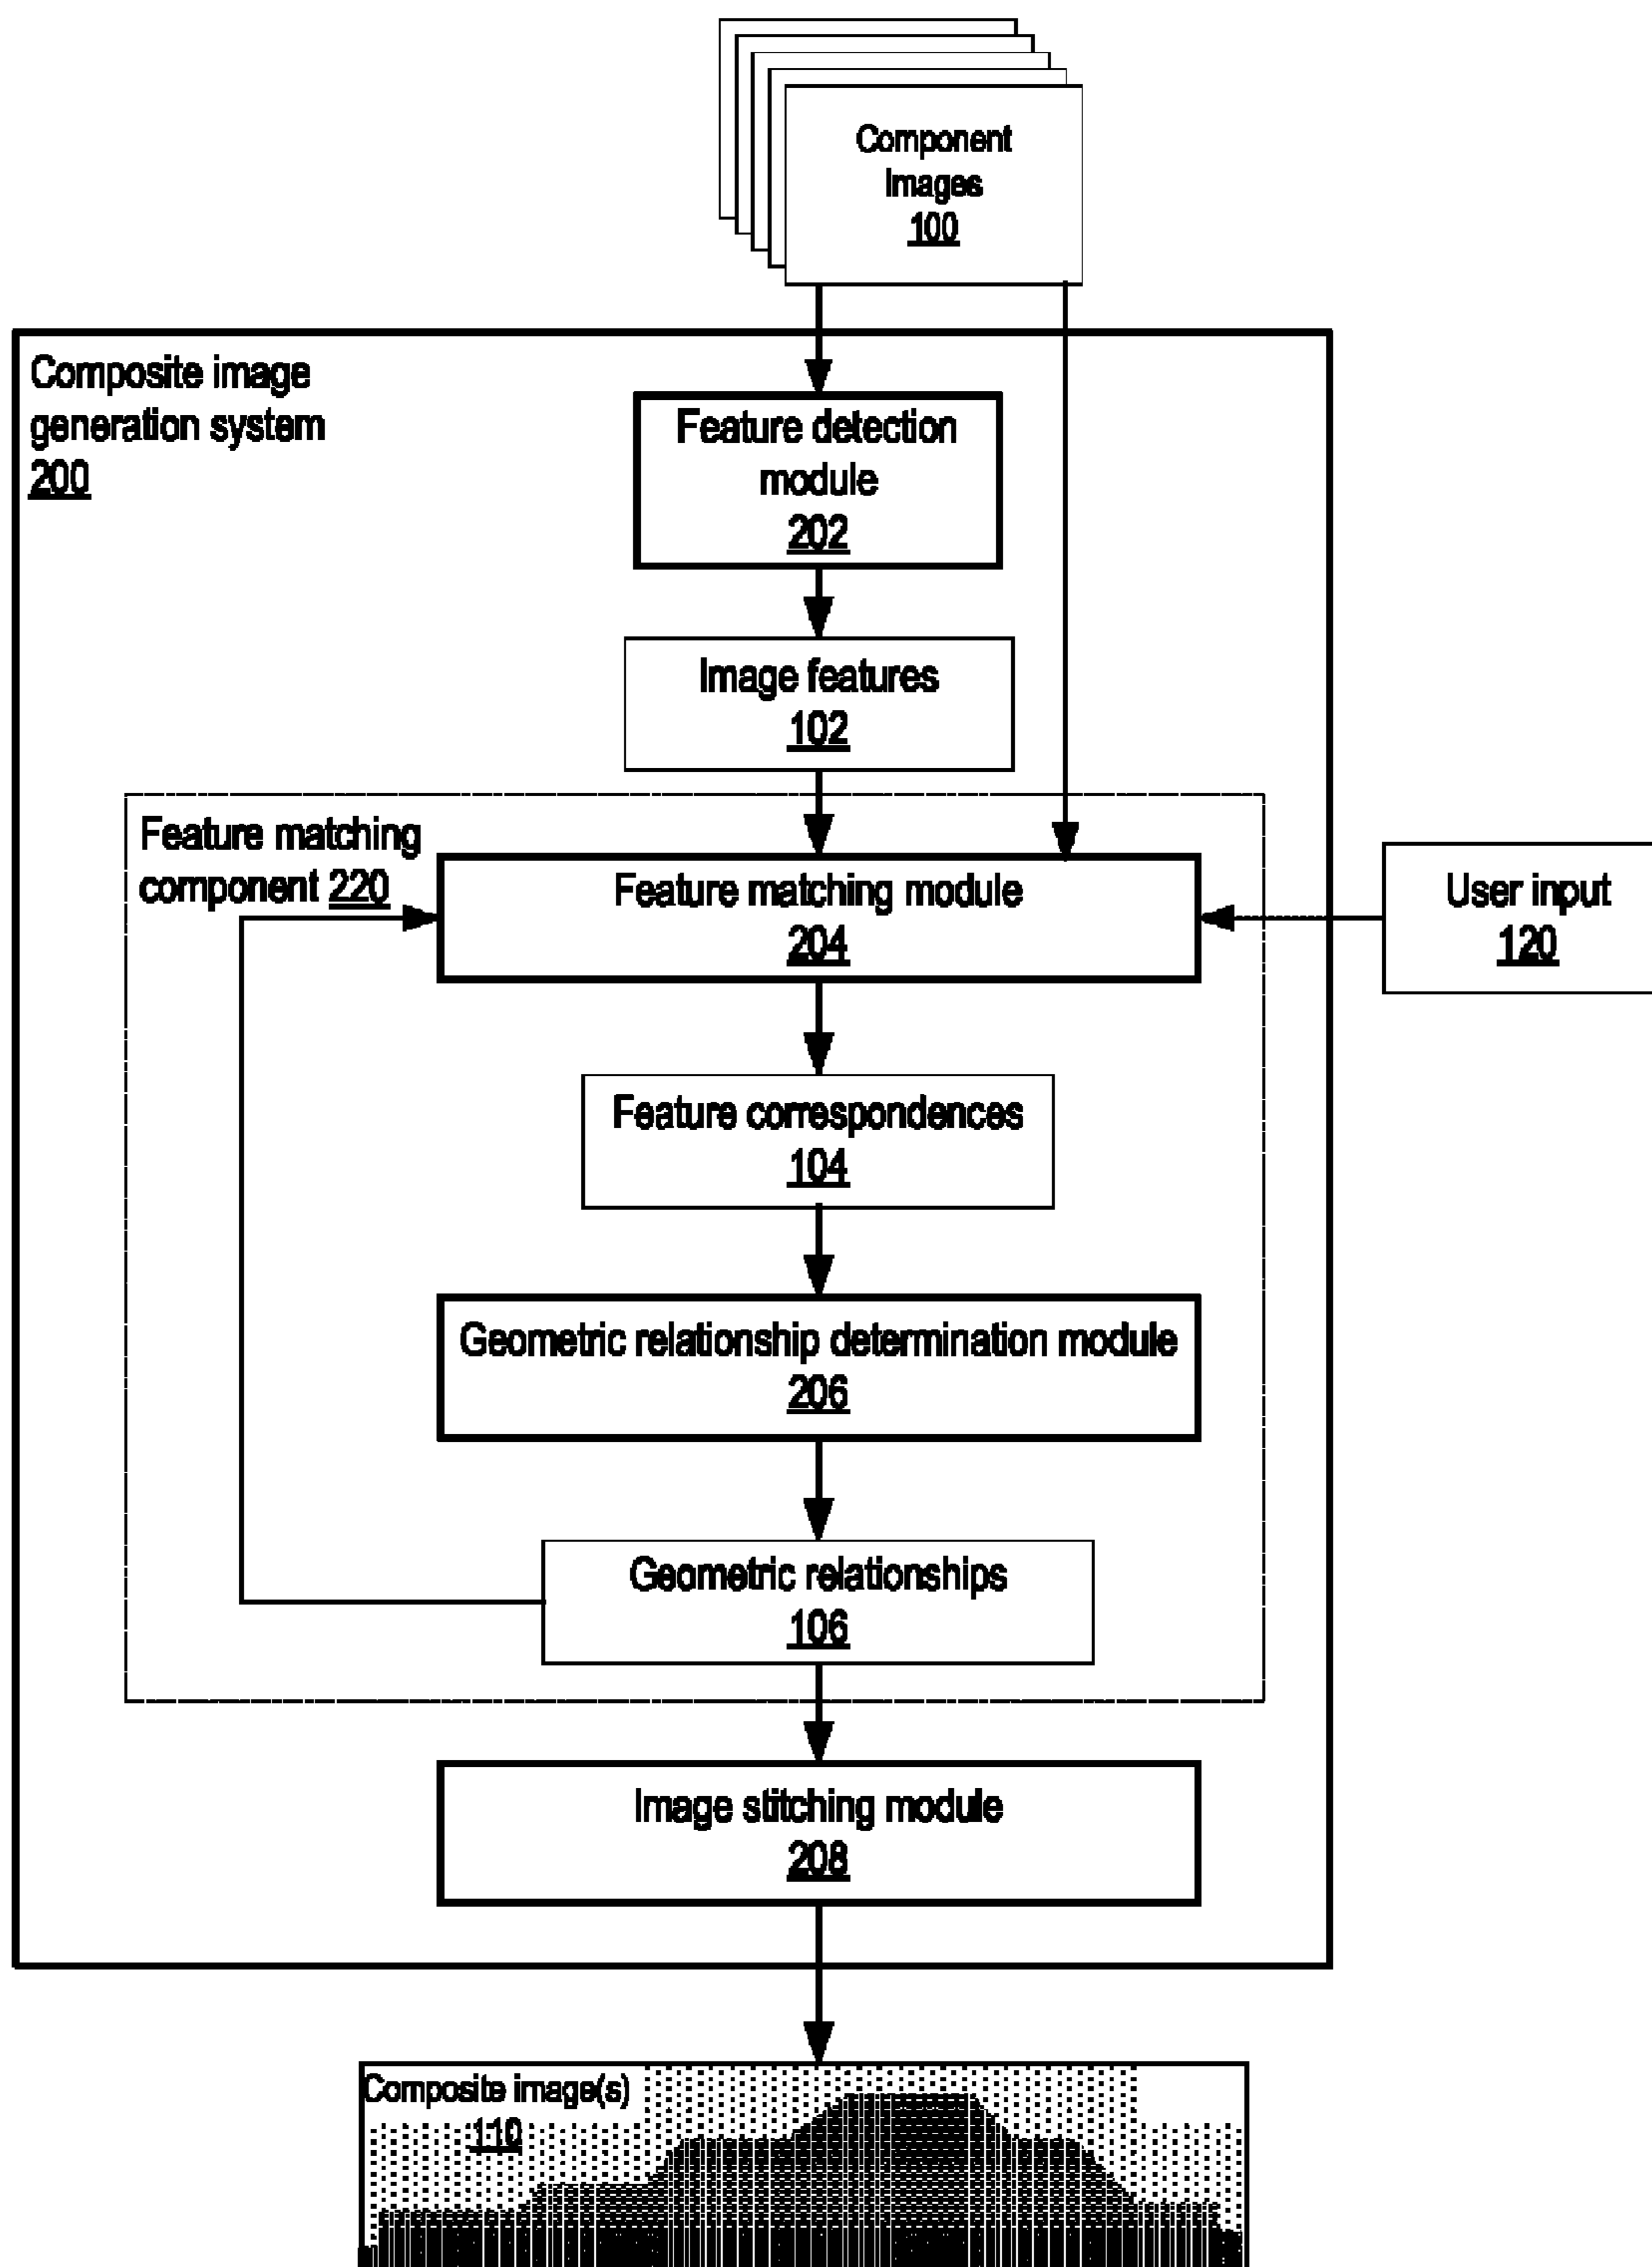 Component
Images
100
Composite image
generation system
200
Feature detection
module
202
Image features
102
Feature matching
component 220
Feature matching module
204
User input
120
Feature correspondences
104
Geometric relationship determination module
206
Geometric relationships
106
Image stitching module
208
Composite image(s)
110